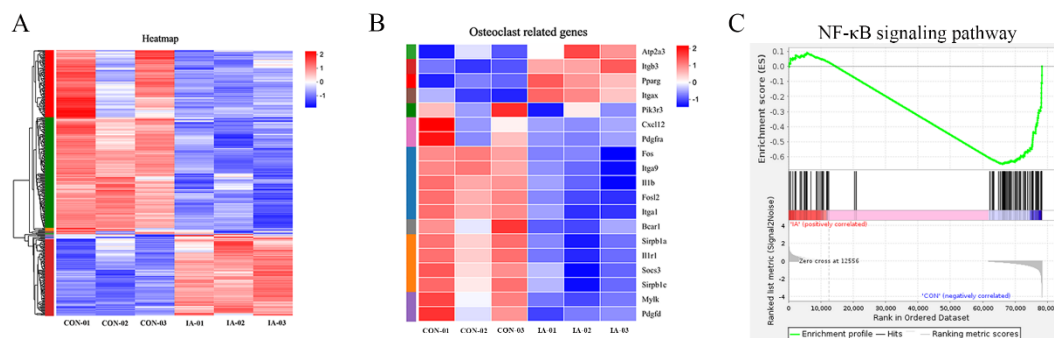 A
Heatmap
2
1
0
-1
CON-01 CON-02 CON-03 IA-01 IA-02 IA-03
B
Osteoclast related genes
Atp2a3
Itgb3
Pparg
Itgax
Pik3r3
Cxcl12
Pdgfra
Fos
Itga9
Il1b
Fosl2
Itga1
Bcar1
Sirpb1a
Il1r1
Socs3
Sirpb1c
Mylk
Pdgfd
2
1
0
-1
CON-01 CON-02 CON-03 IA-01 IA-02 IA-03
C
NF-κB signaling pathway
Enrichment score (ES)
0.1
0.0
-0.1
-0.2
-0.3
-0.4
-0.5
-0.6
'IA' (positively correlated)
Ranked list metric (Signal2Noise)
4
2
0
-2
-4
Zero cross at 12556
'CON' (negatively correlated)
0 10,000 20,000 30,000 40,000 50,000 60,000 70,000 80,00
Rank in Ordered Dataset
Enrichment profile Hits Ranking metric scores